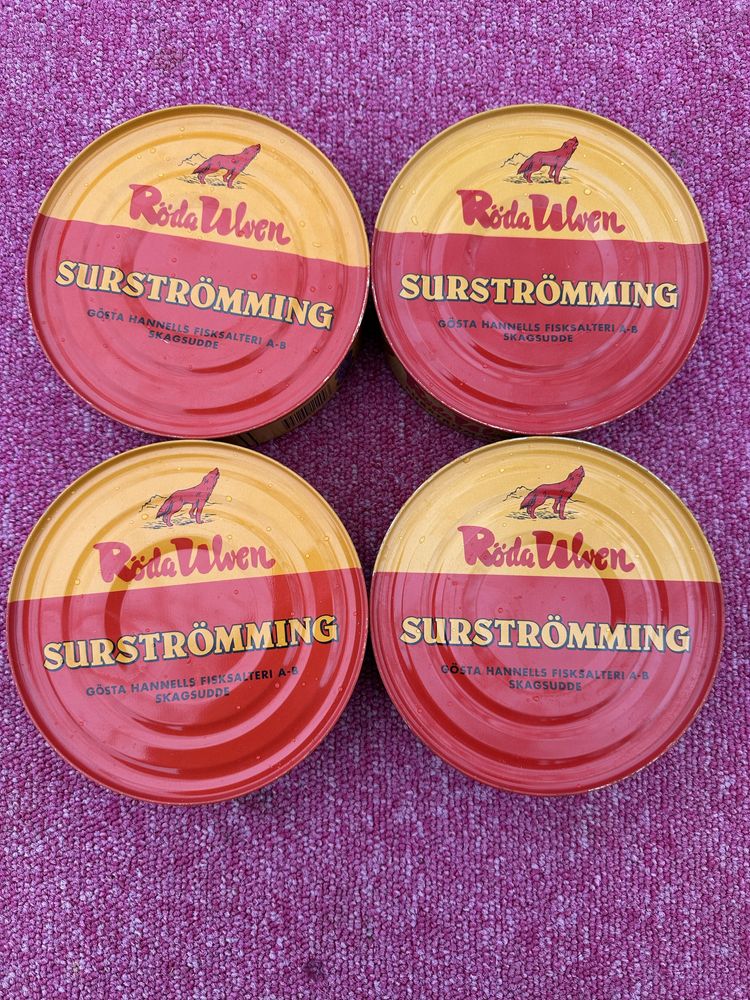 Röda Ulven
SURSTRÖMMING
GÖSTA HANNELLS FISKSALTERI A-B
SKAGSUDDE
Röda Ulven
SURSTRÖMMING
GÖSTA HANNELLS FISKSALTERI A-B
SKAGSUDDE
Röda Ulven
SURSTRÖMMING
GÖSTA HANNELLS FISKSALTERI A-B
SKAGSUDDE
Röda Ulven
SURSTRÖMMING
GÖSTA HANNELLS FISKSALTERI A-B
SKAGSUDDE